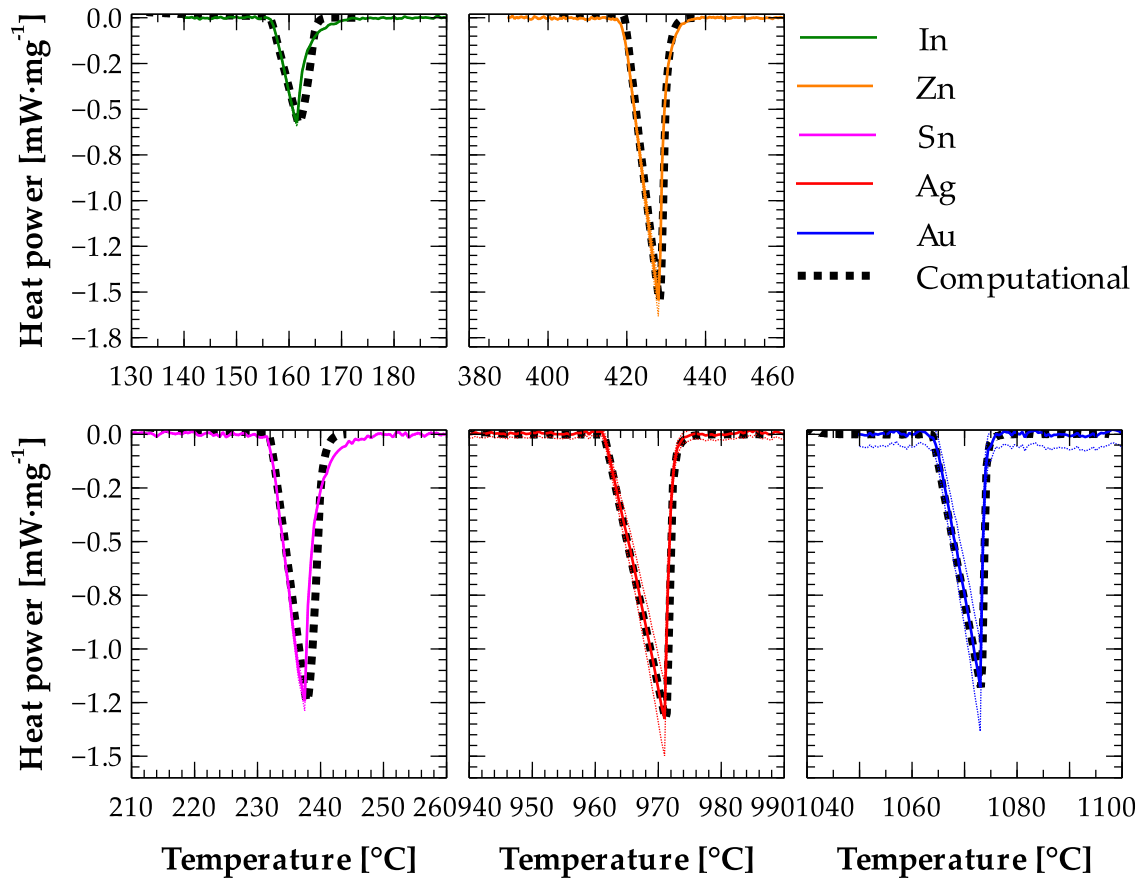 Heat power [mW·mg⁻¹]
0.0
−0.2
−0.5
−0.8
−1.0
−1.2
−1.5
−1.8
130 140 150 160 170 180
380 400 420 440 460
In
Zn
Sn
Ag
Au
Computational
Heat power [mW·mg⁻¹]
0.0
−0.2
−0.5
−0.8
−1.0
−1.2
−1.5
210 220 230 240 250 260
940 950 960 970 980 990
1040 1060 1080 1100
Temperature [°C] Temperature [°C] Temperature [°C]